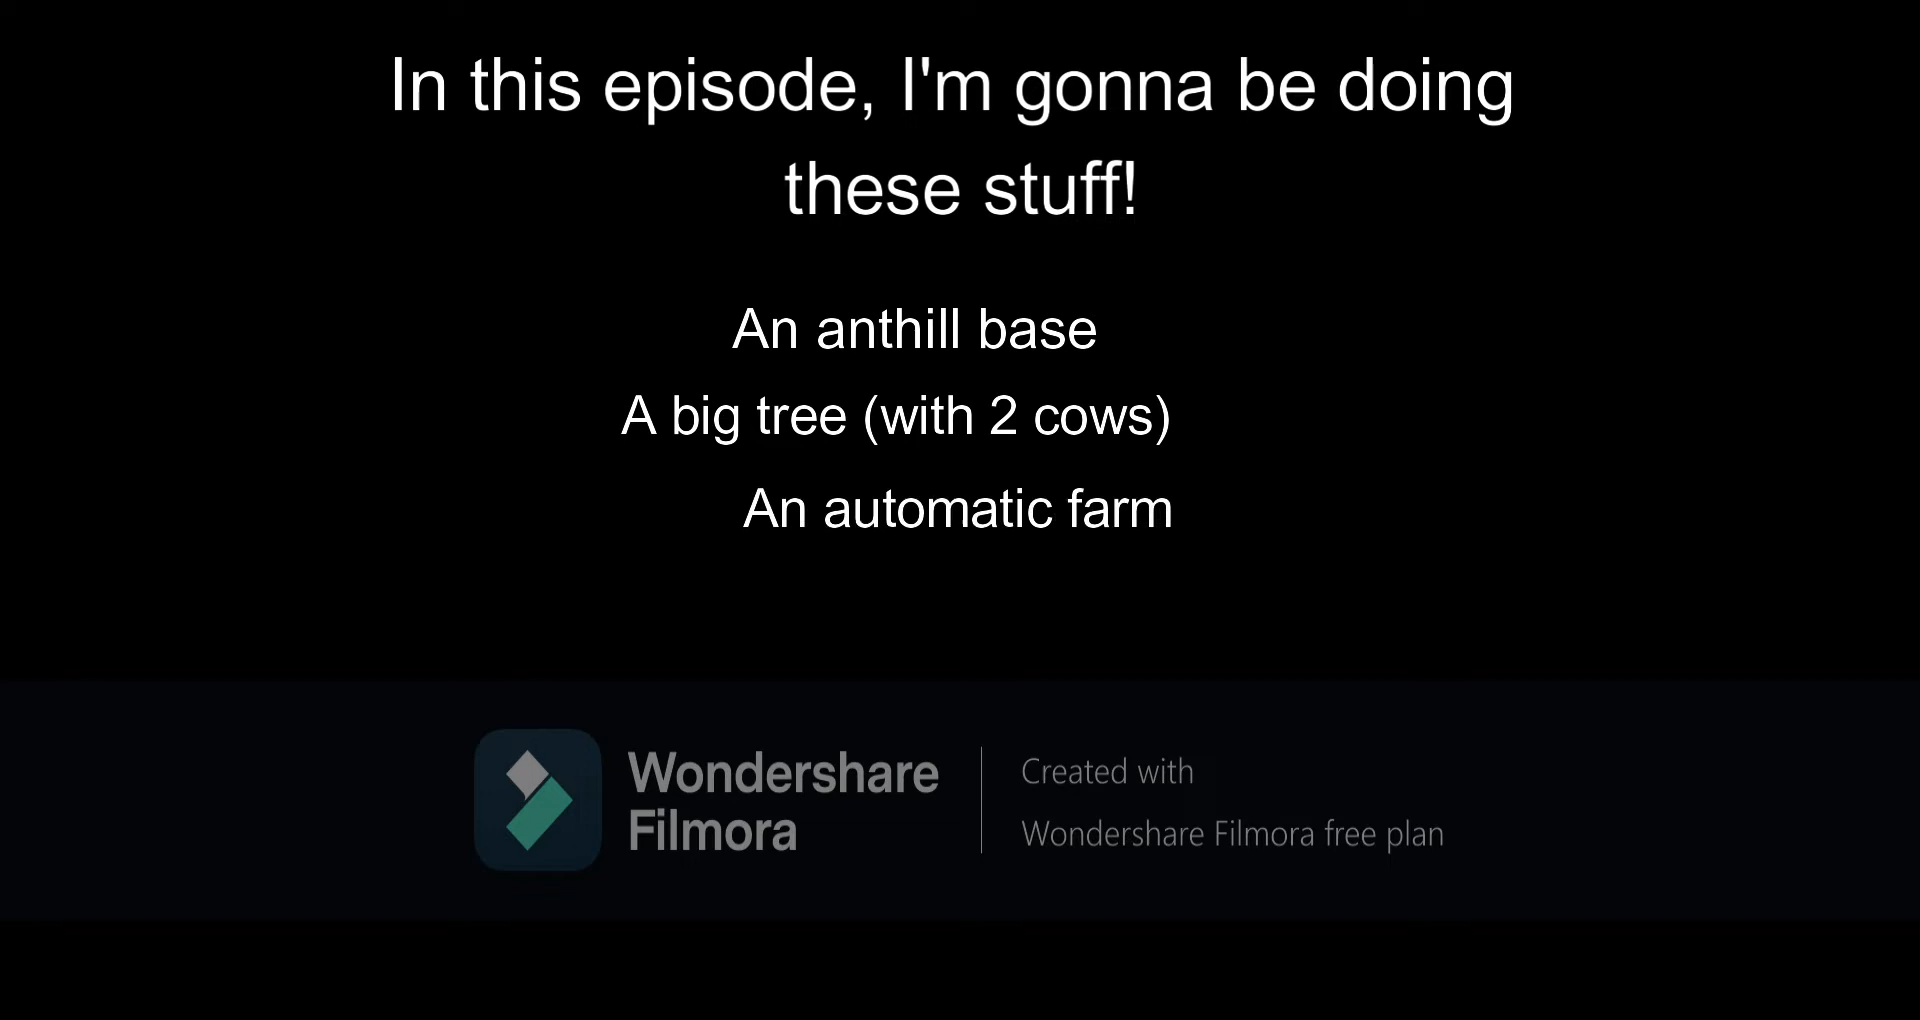 In this episode, I'm gonna be doing
these stuff!
An anthill base
A big tree (with 2 cows)
An automatic farm
Wondershare
Filmora
Created with
Wondershare Filmora free plan